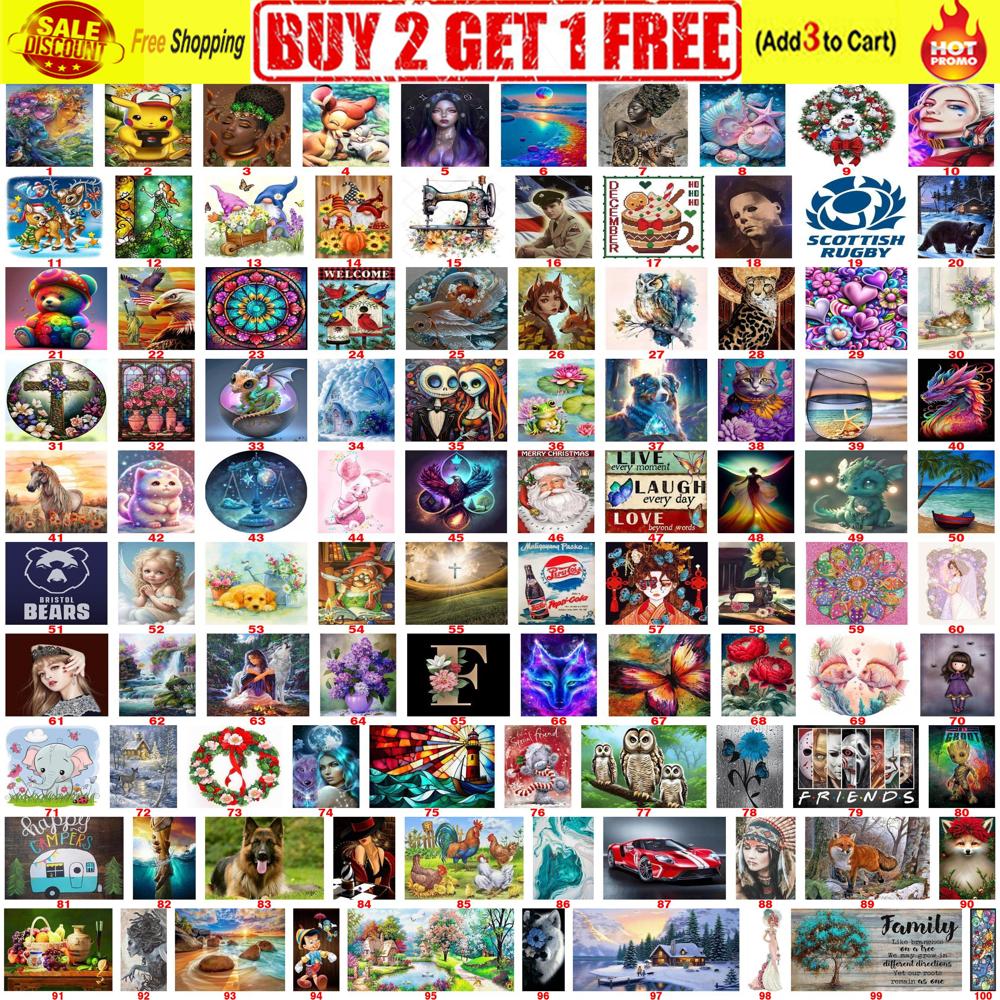 SALE
DISCOUNT
Free Shopping
BUY 2 GET 1 FREE
(Add 3 to Cart)
HOT
PROMO
1 2 3 4 5 6 7 8 9 10
DECEMBER
HO
HO
HO
SCOTTISH
RUGBY
11 12 13 14 15 16 17 18 19 20
WELCOME
21 22 23 24 25 26 27 28 29 30
31 32 33 34 35 36 37 38 39 40
MERRY CHRISTMAS
LIVE
every moment
LAUGH
every day
LOVE
beyond words
41 42 43 44 45 46 47 48 49 50
BRISTOL
BEARS
Maligayang Pasko...
Pepsi-Cola
Pepsi-Cola
51 52 53 54 55 56 57 58 59 60
F
61 62 63 64 65 66 67 68 69 70
Special friend
FRIENDS
GROOT
71 72 73 74 75 76 77 78 79 80
happy
CAMPERS
81 82 83 84 85 86 87 88 89 90
Family
Like branches
on a tree
We may grow in
different directions
Yet our roots
remain as one
91 92 93 94 95 96 97 98 99 100